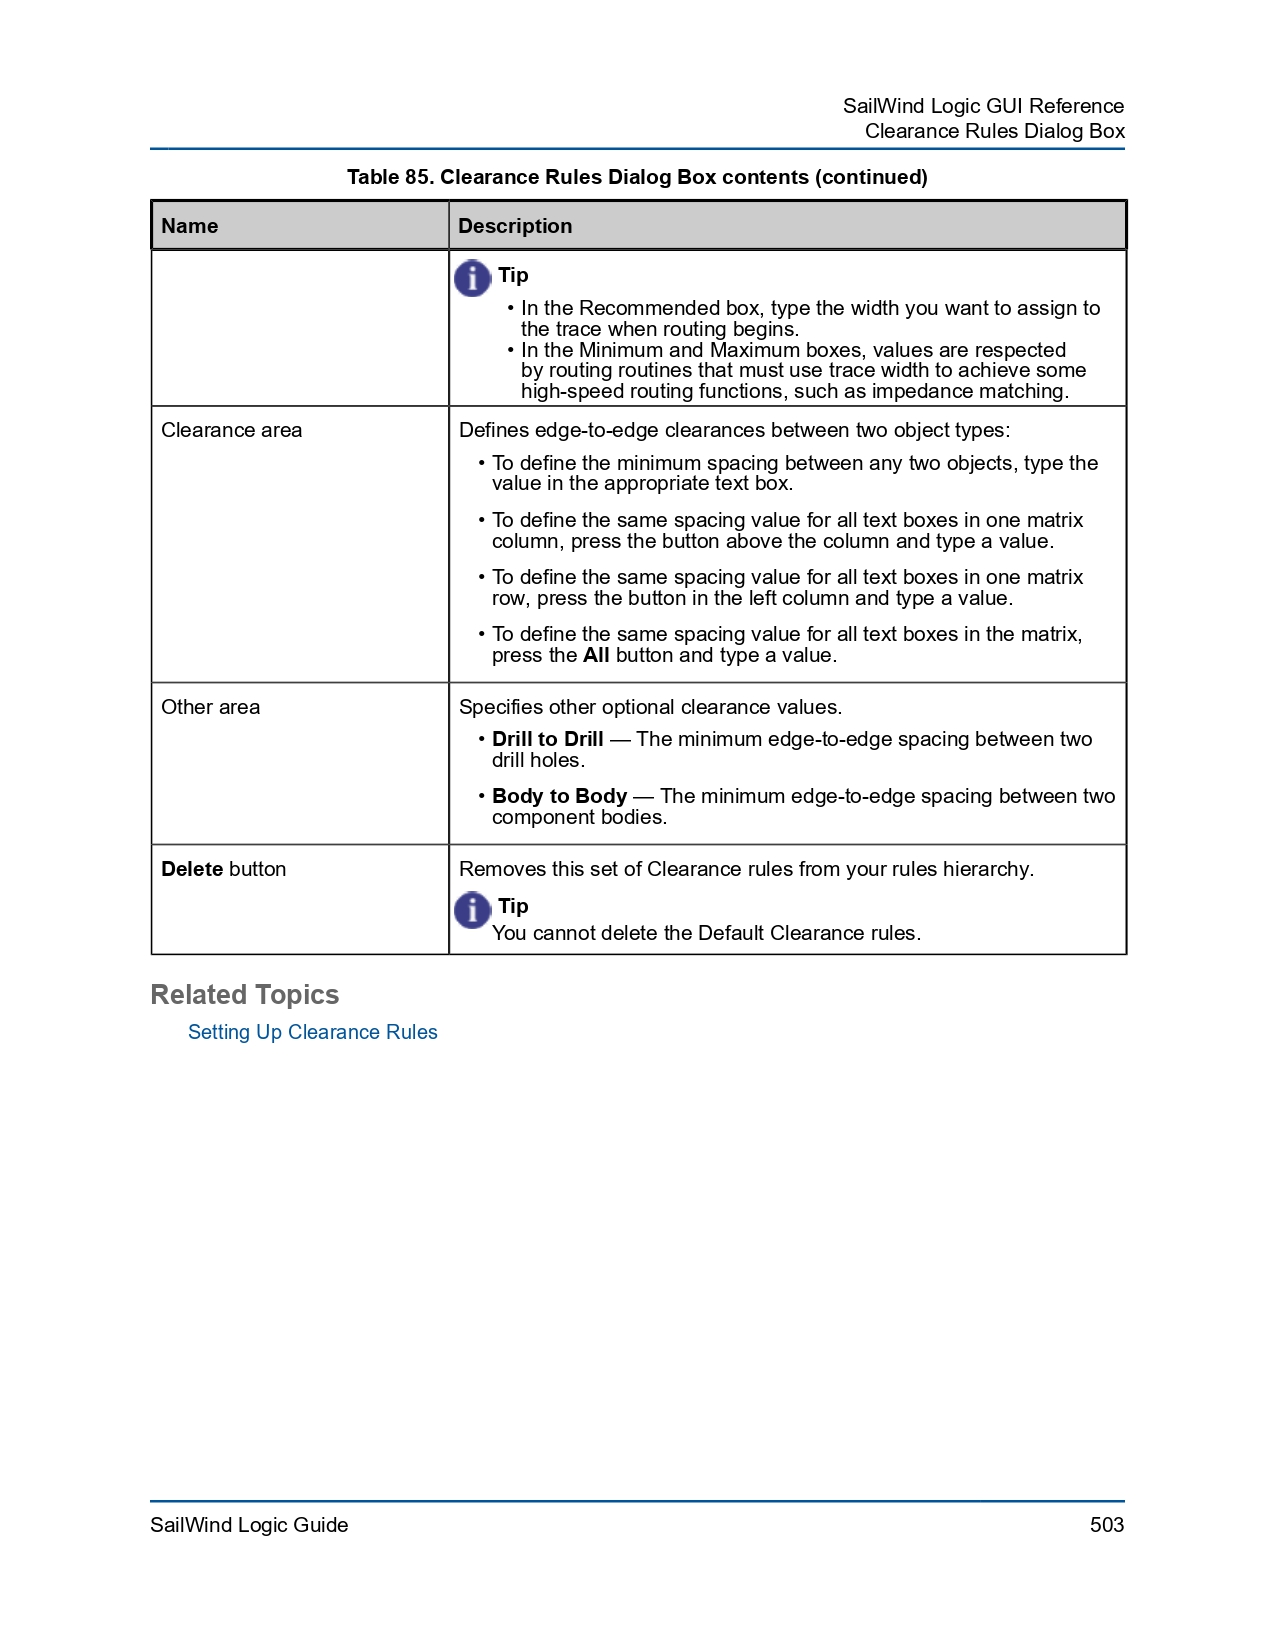 SailWind Logic GUI Reference
Clearance Rules Dialog Box
Table 85. Clearance Rules Dialog Box contents (continued)
Name Description
Tip
• In the Recommended box, type the width you want to assign to
the trace when routing begins.
• In the Minimum and Maximum boxes, values are respected
by routing routines that must use trace width to achieve some
high-speed routing functions, such as impedance matching.
Clearance area Defines edge-to-edge clearances between two object types:
• To define the minimum spacing between any two objects, type the
value in the appropriate text box.
• To define the same spacing value for all text boxes in one matrix
column, press the button above the column and type a value.
• To define the same spacing value for all text boxes in one matrix
row, press the button in the left column and type a value.
• To define the same spacing value for all text boxes in the matrix,
press the All button and type a value.
Other area Specifies other optional clearance values.
• Drill to Drill — The minimum edge-to-edge spacing between two
drill holes.
• Body to Body — The minimum edge-to-edge spacing between two
component bodies.
Delete button Removes this set of Clearance rules from your rules hierarchy.
Tip
You cannot delete the Default Clearance rules.
Related Topics
Setting Up Clearance Rules
SailWind Logic Guide 503